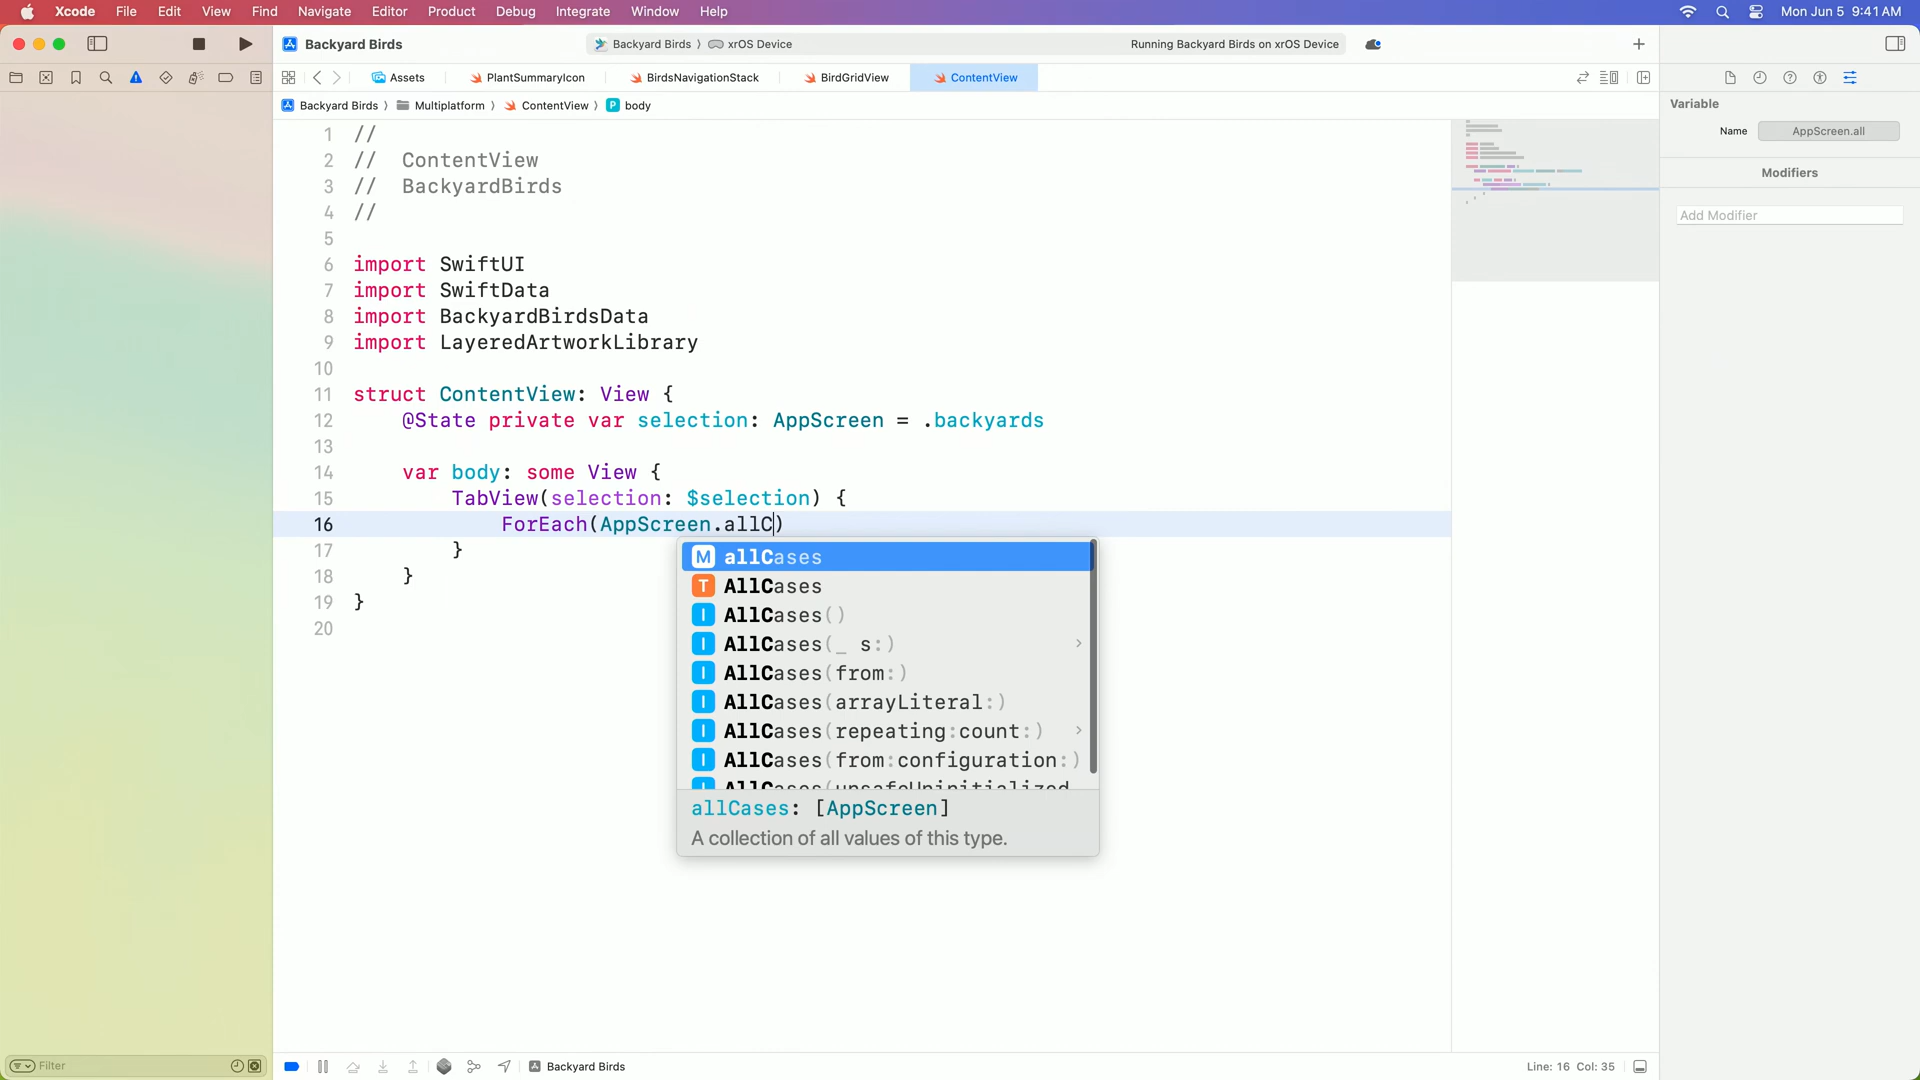 Xcode File Edit View Find Navigate Editor Product Debug Integrate Window Help Mon Jun 5 9:41 AM
Backyard Birds Backyard Birds xrOS Device Running Backyard Birds on xrOS Device
Assets PlantSummaryIcon BirdsNavigationStack BirdGridView ContentView
Backyard Birds Multiplatform ContentView P body
Variable
Name AppScreen.all
Modifiers
Add Modifier
1 //
2 // ContentView
3 // BackyardBirds
4 //
5
6 import SwiftUI
7 import SwiftData
8 import BackyardBirdsData
9 import LayeredArtworkLibrary
10
11 struct ContentView: View {
12 @State private var selection: AppScreen = .backyards
13
14 var body: some View {
15 TabView(selection: $selection) {
16 ForEach(AppScreen.allC)
17 }
18 }
19 }
20
M allCases
T AllCases
I AllCases()
I AllCases(_ s:)
I AllCases(from:)
I AllCases(arrayLiteral:)
I AllCases(repeating:count:)
I AllCases(from:configuration:)
I AllCases(unsafeUninitialized
allCases: [AppScreen]
A collection of all values of this type.
Filter
Backyard Birds
Line: 16 Col: 35